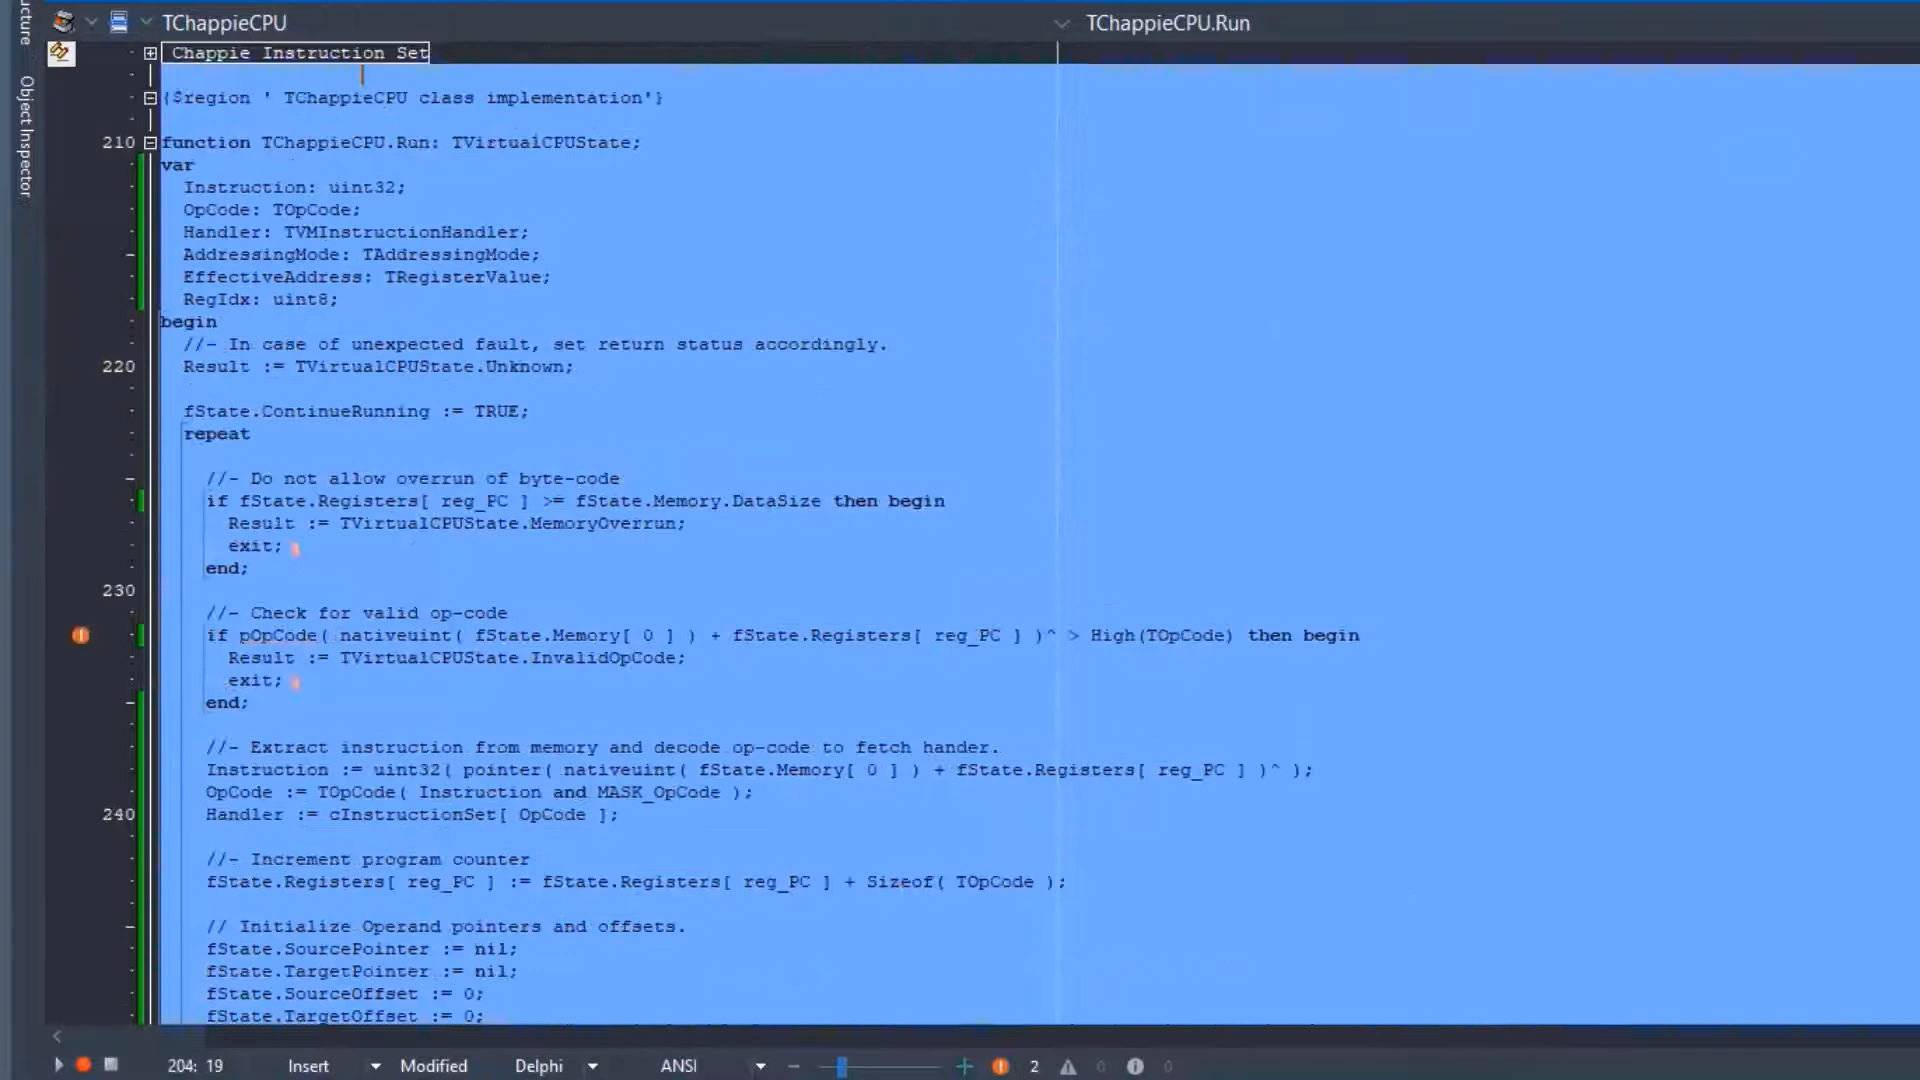 ucture
Object Inspector
TChappieCPU
TChappieCPU.Run
Chappie Instruction Set
{$region ' TChappieCPU class implementation'}
210
function TChappieCPU.Run: TVirtualCPUState;
var
Instruction: uint32;
OpCode: TOpCode;
Handler: TVMInstructionHandler;
AddressingMode: TAddressingMode;
EffectiveAddress: TRegisterValue;
RegIdx: uint8;
begin
//- In case of unexpected fault, set return status accordingly.
220
Result := TVirtualCPUState.Unknown;
fState.ContinueRunning := TRUE;
repeat
//- Do not allow overrun of byte-code
if fState.Registers[ reg_PC ] >= fState.Memory.DataSize then begin
Result := TVirtualCPUState.MemoryOverrun;
exit;
end;
230
//- Check for valid op-code
if pOpCode( nativeuint( fState.Memory[ 0 ] ) + fState.Registers[ reg_PC ] )^ > High(TOpCode) then begin
Result := TVirtualCPUState.InvalidOpCode;
exit;
end;
//- Extract instruction from memory and decode op-code to fetch hander.
Instruction := uint32( pointer( nativeuint( fState.Memory[ 0 ] ) + fState.Registers[ reg_PC ] )^ );
OpCode := TOpCode( Instruction and MASK_OpCode );
240
Handler := cInstructionSet[ OpCode ];
//- Increment program counter
fState.Registers[ reg_PC ] := fState.Registers[ reg_PC ] + Sizeof( TOpCode );
// Initialize Operand pointers and offsets.
fState.SourcePointer := nil;
fState.TargetPointer := nil;
fState.SourceOffset := 0;
fState.TargetOffset := 0;
204: 19
Insert
Modified
Delphi
ANSI
2
0
0